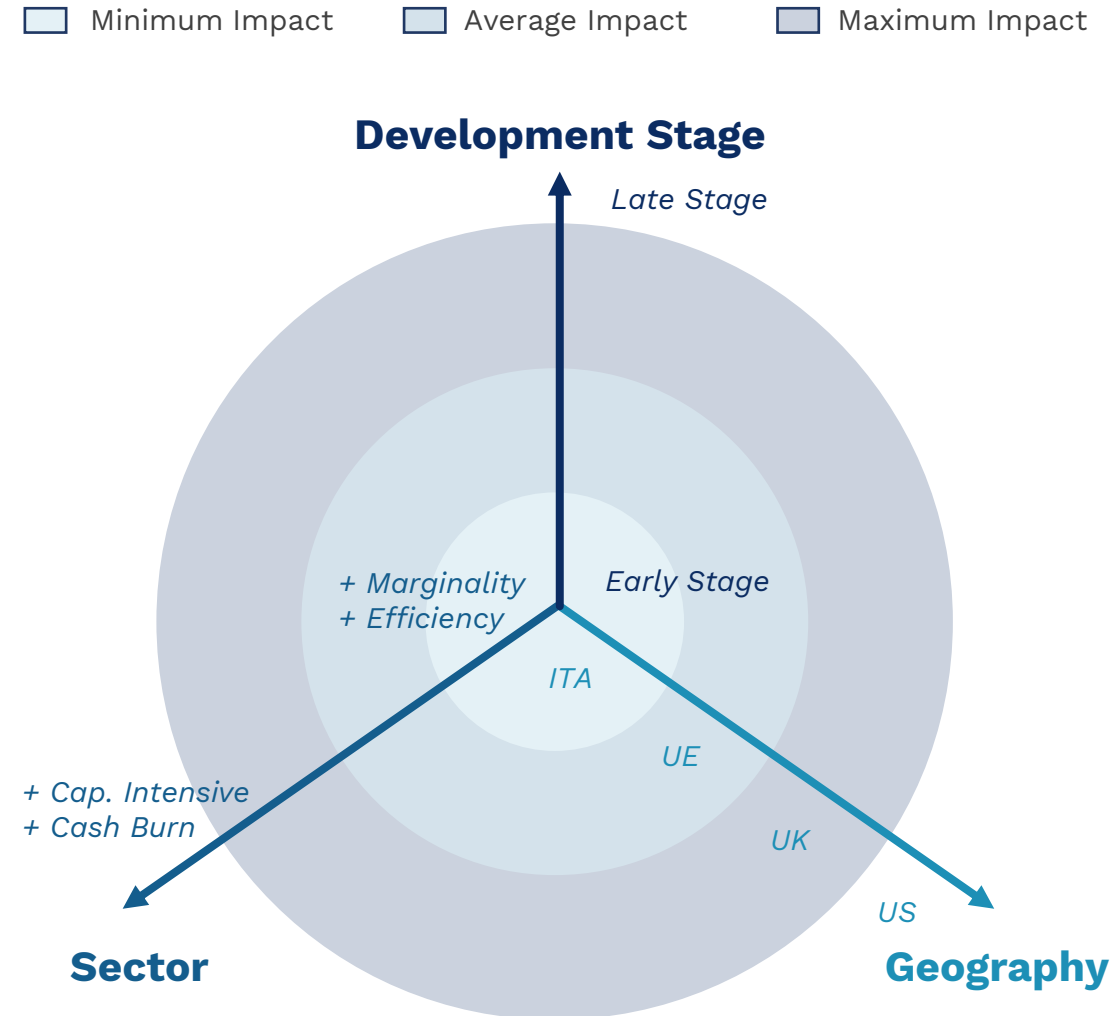 Minimum Impact
Average Impact
Maximum Impact
Development Stage
Late Stage
+ Marginality
+ Efficiency
Early Stage
ITA
UE
+ Cap. Intensive
+ Cash Burn
UK
US
Sector
Geography